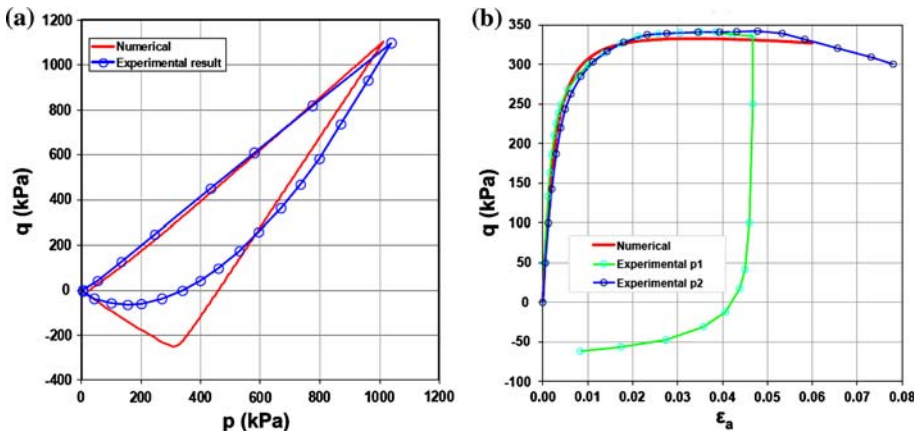 (a)
1200
1000
800
600
400
200
0
-200
-400
q (kPa)
Numerical
Experimental result
0 200 400 600 800 1000 1200
p (kPa)
(b)
350
300
250
200
150
100
50
0
-50
-100
q (kPa)
Numerical
Experimental p1
Experimental p2
0.00 0.01 0.02 0.03 0.04 0.05 0.06 0.07 0.08
εa